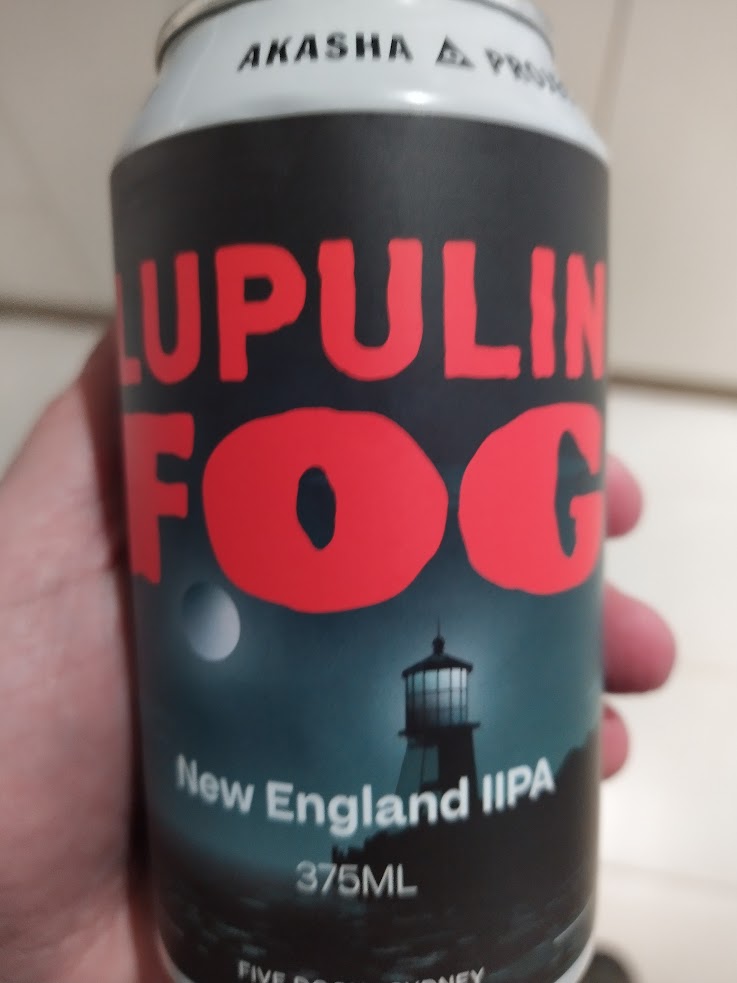 AKASHA
LUPULIN
FOG
New England IIPA
375ML
FIVE